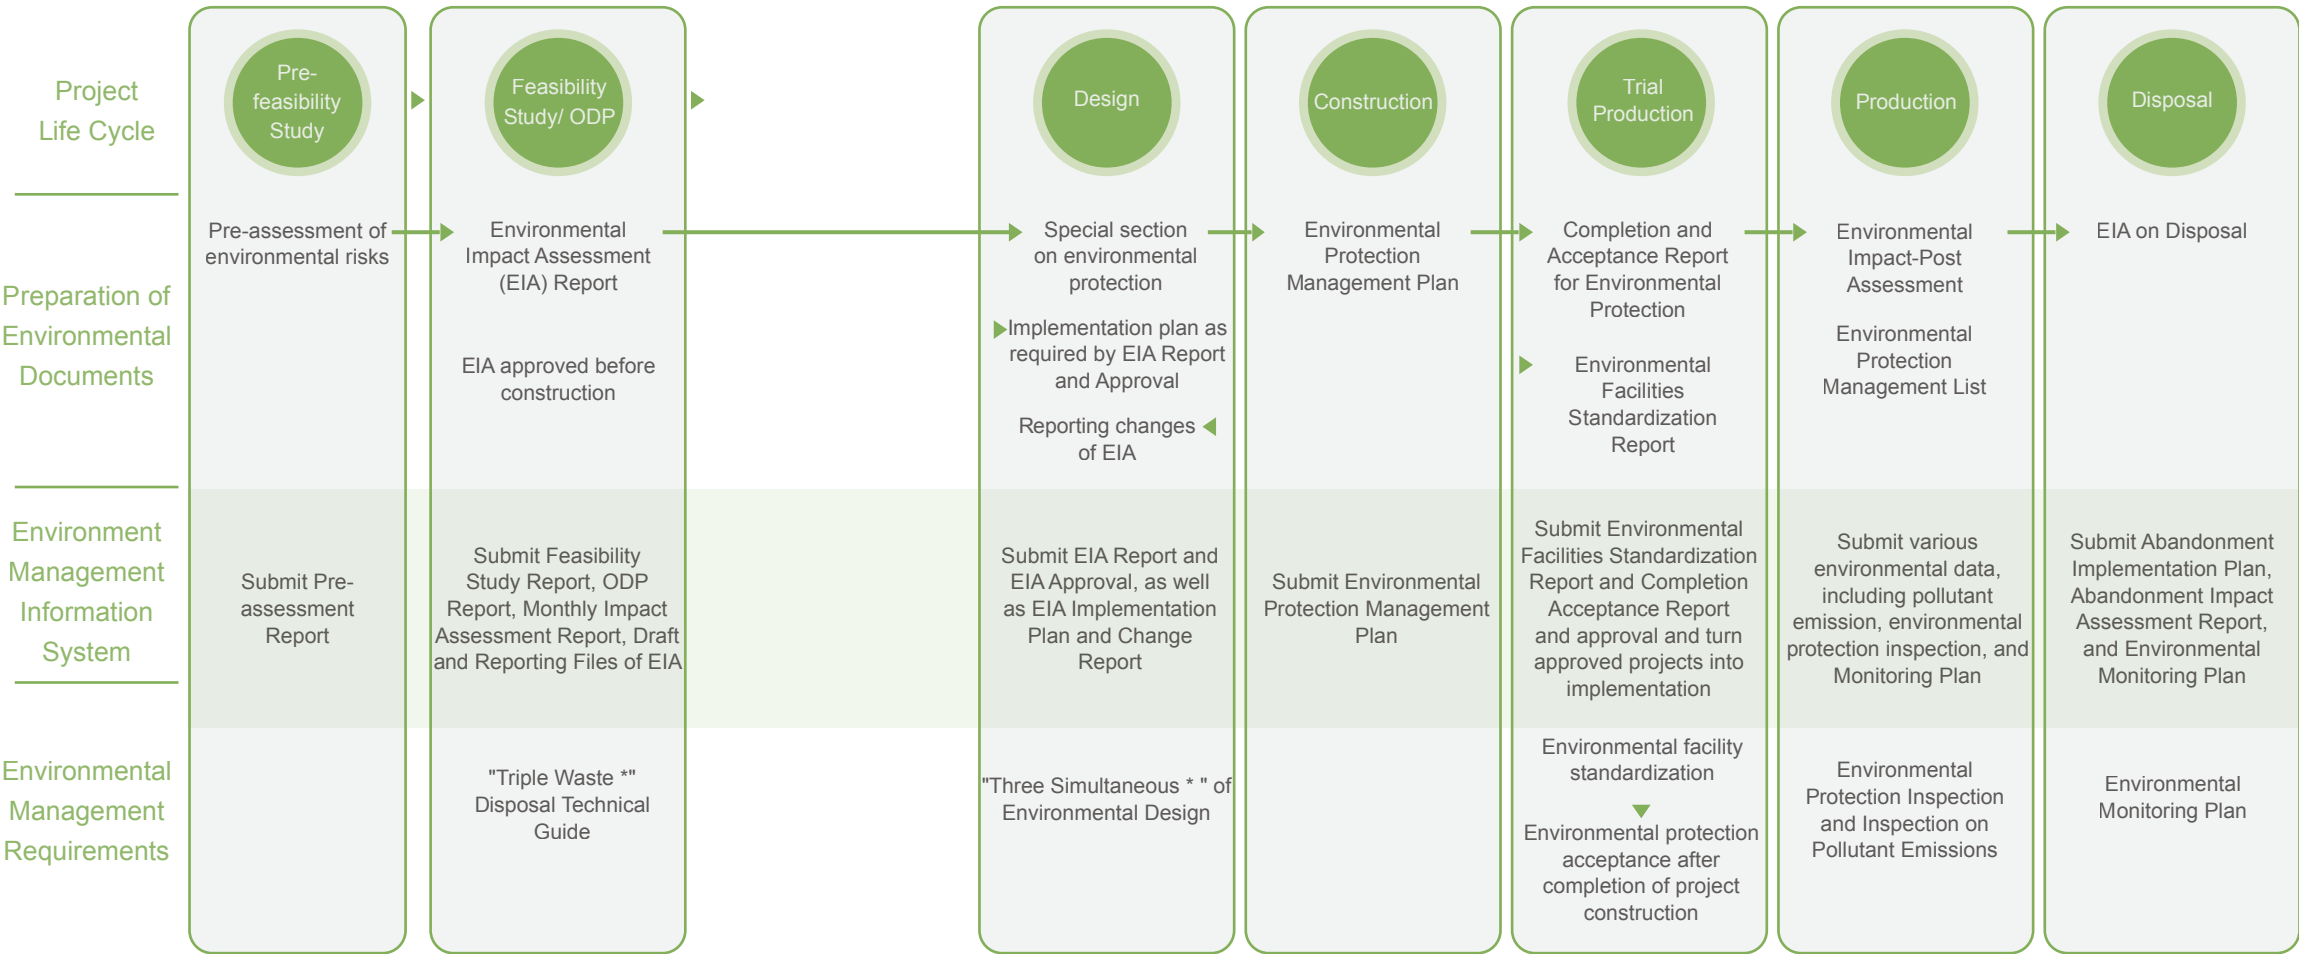 Project
Life Cycle
Pre-
feasibility
Study
Feasibility
Study/ ODP
Design
Construction
Trial
Production
Production
Disposal
Preparation of
Environmental
Documents
Pre-assessment of
environmental risks
Environmental
Impact Assessment
(EIA) Report
EIA approved before
construction
Special section
on environmental
protection
Implementation plan as
required by EIA Report
and Approval
Reporting changes
of EIA
Environmental
Protection
Management Plan
Completion and
Acceptance Report
for Environmental
Protection
Environmental
Facilities
Standardization
Report
Environmental
Impact-Post
Assessment
Environmental
Protection
Management List
EIA on Disposal
Environment
Management
Information
System
Submit Pre-
assessment
Report
Submit Feasibility
Study Report, ODP
Report, Monthly Impact
Assessment Report, Draft
and Reporting Files of EIA
Submit EIA Report and
EIA Approval, as well
as EIA Implementation
Plan and Change
Report
Submit Environmental
Protection Management
Plan
Submit Environmental
Facilities Standardization
Report and Completion
Acceptance Report
and approval and turn
approved projects into
implementation
Submit various
environmental data,
including pollutant
emission, environmental
protection inspection, and
Monitoring Plan
Submit Abandonment
Implementation Plan,
Abandonment Impact
Assessment Report,
and Environmental
Monitoring Plan
Environmental
Management
Requirements
"Triple Waste *"
Disposal Technical
Guide
"Three Simultaneous * " of
Environmental Design
Environmental facility
standardization
Environmental protection
acceptance after
completion of project
construction
Environmental
Protection Inspection
and Inspection on
Pollutant Emissions
Environmental
Monitoring Plan